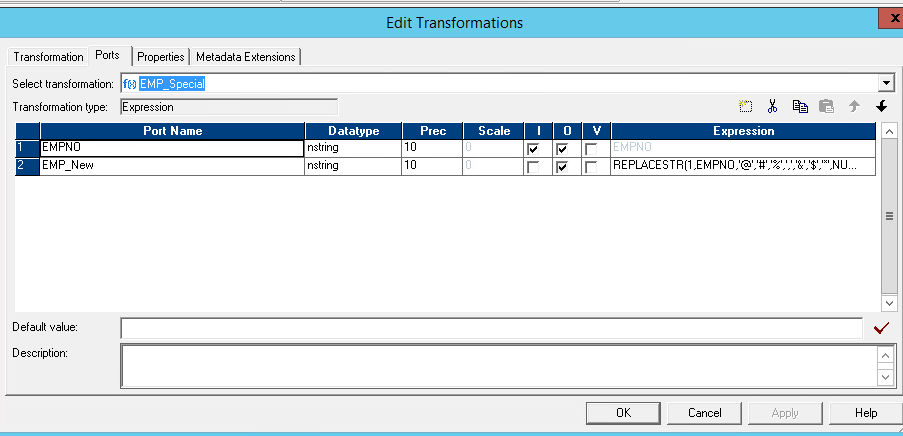 Edit Transformations
x
Transformation Ports Properties Metadata Extensions
Select transformation: f(x) EMP_Special
Transformation type: Expression
Port Name Datatype Prec Scale I O V Expression
1 EMPNO nstring 10 0 EMPNO
2 EMP_New nstring 10 0 REPLACESTR(1,EMPNO,'@','#','%',',','&','$','*',NU...
Default value:
Description:
OK Cancel Apply Help